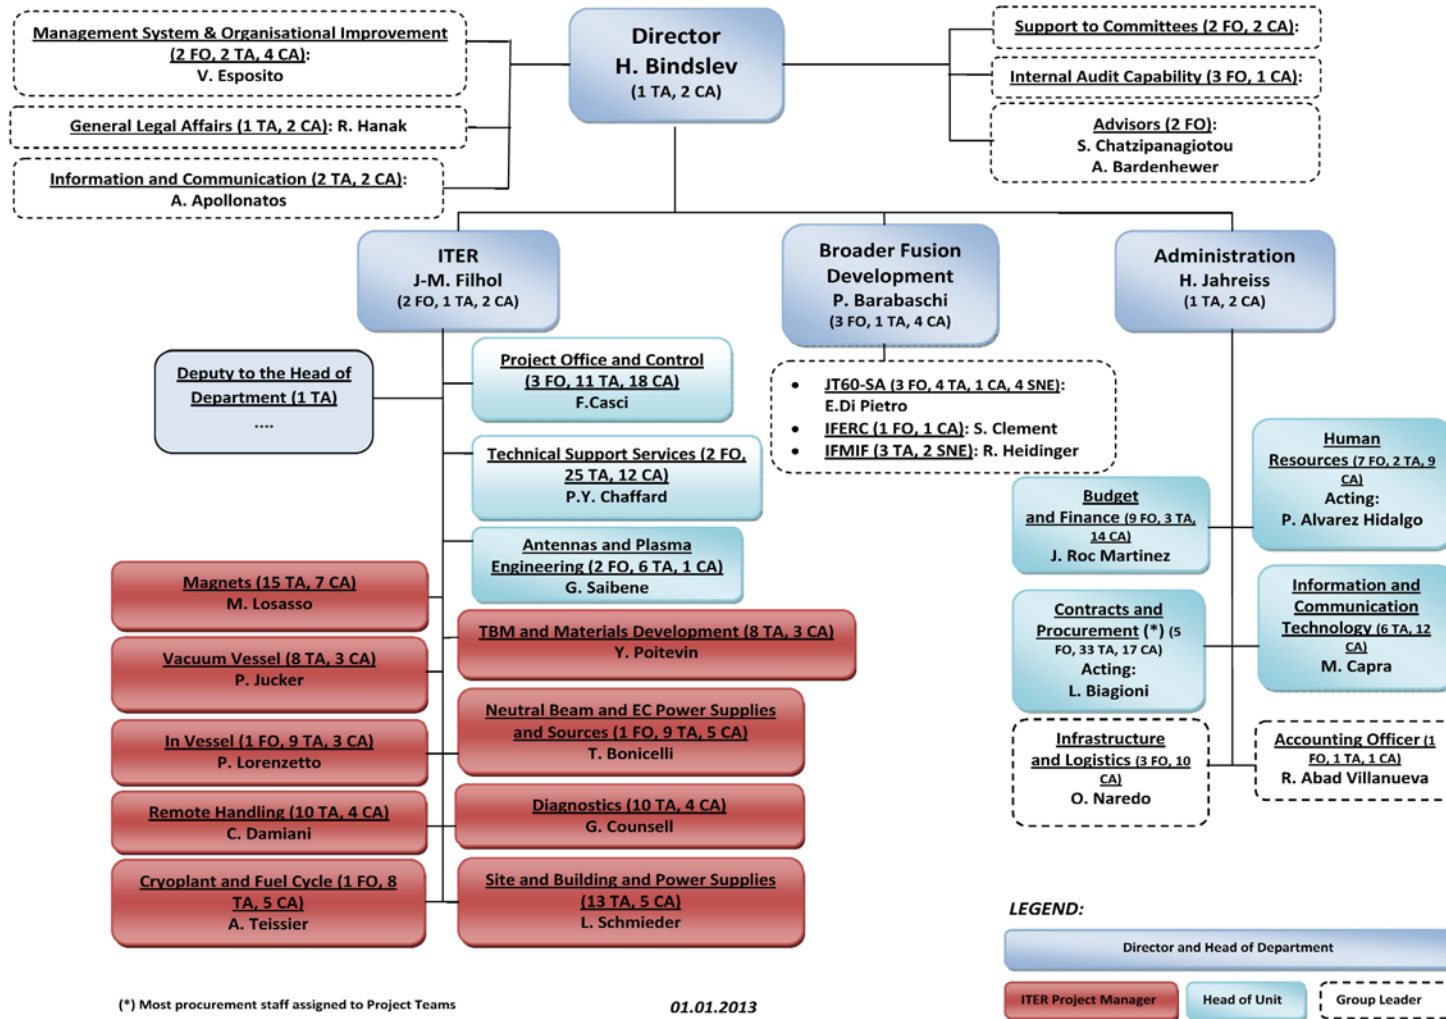 Management System & Organisational Improvement
(2 FO, 2 TA, 4 CA):
V. Esposito
General Legal Affairs (1 TA, 2 CA): R. Hanak
Information and Communication (2 TA, 2 CA):
A. Apollonatos
Director
H. Bindslev
(1 TA, 2 CA)
Support to Committees (2 FO, 2 CA):
Internal Audit Capability (3 FO, 1 CA):
Advisors (2 FO):
S. Chatzipanagiotou
A. Bardenhewer
ITER
J-M. Filhol
(2 FO, 1 TA, 2 CA)
Broader Fusion
Development
P. Barabaschi
(3 FO, 1 TA, 4 CA)
Administration
H. Jahreiss
(1 TA, 2 CA)
Deputy to the Head of
Department (1 TA)
....
Project Office and Control
(3 FO, 11 TA, 18 CA)
F.Casci
Technical Support Services (2 FO,
25 TA, 12 CA)
P.Y. Chaffard
Antennas and Plasma
Engineering (2 FO, 6 TA, 1 CA)
G. Saibene
• JT60-SA (3 FO, 4 TA, 1 CA, 4 SNE):
E.Di Pietro
• IFERC (1 FO, 1 CA): S. Clement
• IFMIF (3 TA, 2 SNE): R. Heidinger
Magnets (15 TA, 7 CA)
M. Losasso
Vacuum Vessel (8 TA, 3 CA)
P. Jucker
In Vessel (1 FO, 9 TA, 3 CA)
P. Lorenzetto
Remote Handling (10 TA, 4 CA)
C. Damiani
Cryoplant and Fuel Cycle (1 FO, 8
TA, 5 CA)
A. Teissier
TBM and Materials Development (8 TA, 3 CA)
Y. Poitevin
Neutral Beam and EC Power Supplies
and Sources (1 FO, 9 TA, 5 CA)
T. Bonicelli
Diagnostics (10 TA, 4 CA)
G. Counsell
Site and Building and Power Supplies
(13 TA, 5 CA)
L. Schmieder
Budget
and Finance (9 FO, 3 TA,
14 CA)
J. Roc Martinez
Human
Resources (7 FO, 2 TA, 9
CA)
Acting:
P. Alvarez Hidalgo
Contracts and
Procurement (*) (5
FO, 33 TA, 17 CA)
Acting:
L. Biagioni
Information and
Communication
Technology (6 TA, 12
CA)
M. Capra
Infrastructure
and Logistics (3 FO, 10
CA)
O. Naredo
Accounting Officer (1
FO, 1 TA, 1 CA)
R. Abad Villanueva
LEGEND:
Director and Head of Department
ITER Project Manager
Head of Unit
Group Leader
(*) Most procurement staff assigned to Project Teams
01.01.2013